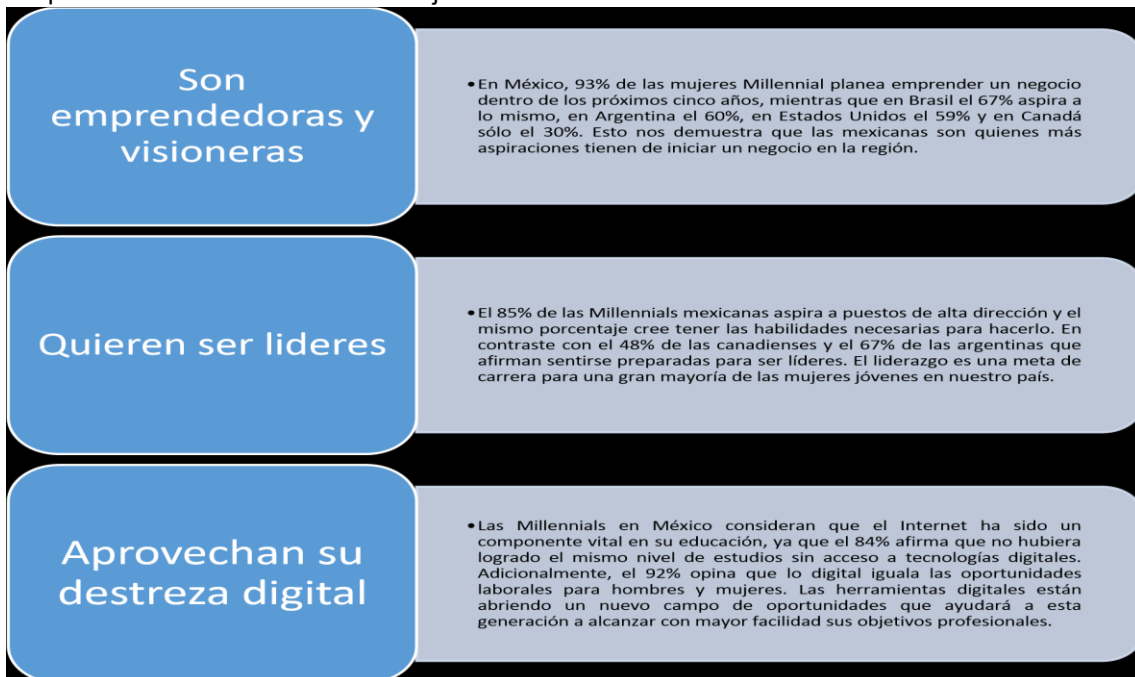 Son
emprendedoras y
visioneras
•En México, 93% de las mujeres Millennial planea emprender un negocio
dentro de los próximos cinco años, mientras que en Brasil el 67% aspira a
lo mismo, en Argentina el 60%, en Estados Unidos el 59% y en Canadá
sólo el 30%. Esto nos demuestra que las mexicanas son quienes más
aspiraciones tienen de iniciar un negocio en la región.
Quieren ser lideres
•El 85% de las Millennials mexicanas aspira a puestos de alta dirección y el
mismo porcentaje cree tener las habilidades necesarias para hacerlo. En
contraste con el 48% de las canadienses y el 67% de las argentinas que
afirman sentirse preparadas para ser líderes. El liderazgo es una meta de
carrera para una gran mayoría de las mujeres jóvenes en nuestro país.
Aprovechan su
destreza digital
•Las Millennials en México consideran que el Internet ha sido un
componente vital en su educación, ya que el 84% afirma que no hubiera
logrado el mismo nivel de estudios sin acceso a tecnologías digitales.
Adicionalmente, el 92% opina que lo digital iguala las oportunidades
laborales para hombres y mujeres. Las herramientas digitales están
abriendo un nuevo campo de oportunidades que ayudará a esta
generación a alcanzar con mayor facilidad sus objetivos profesionales.